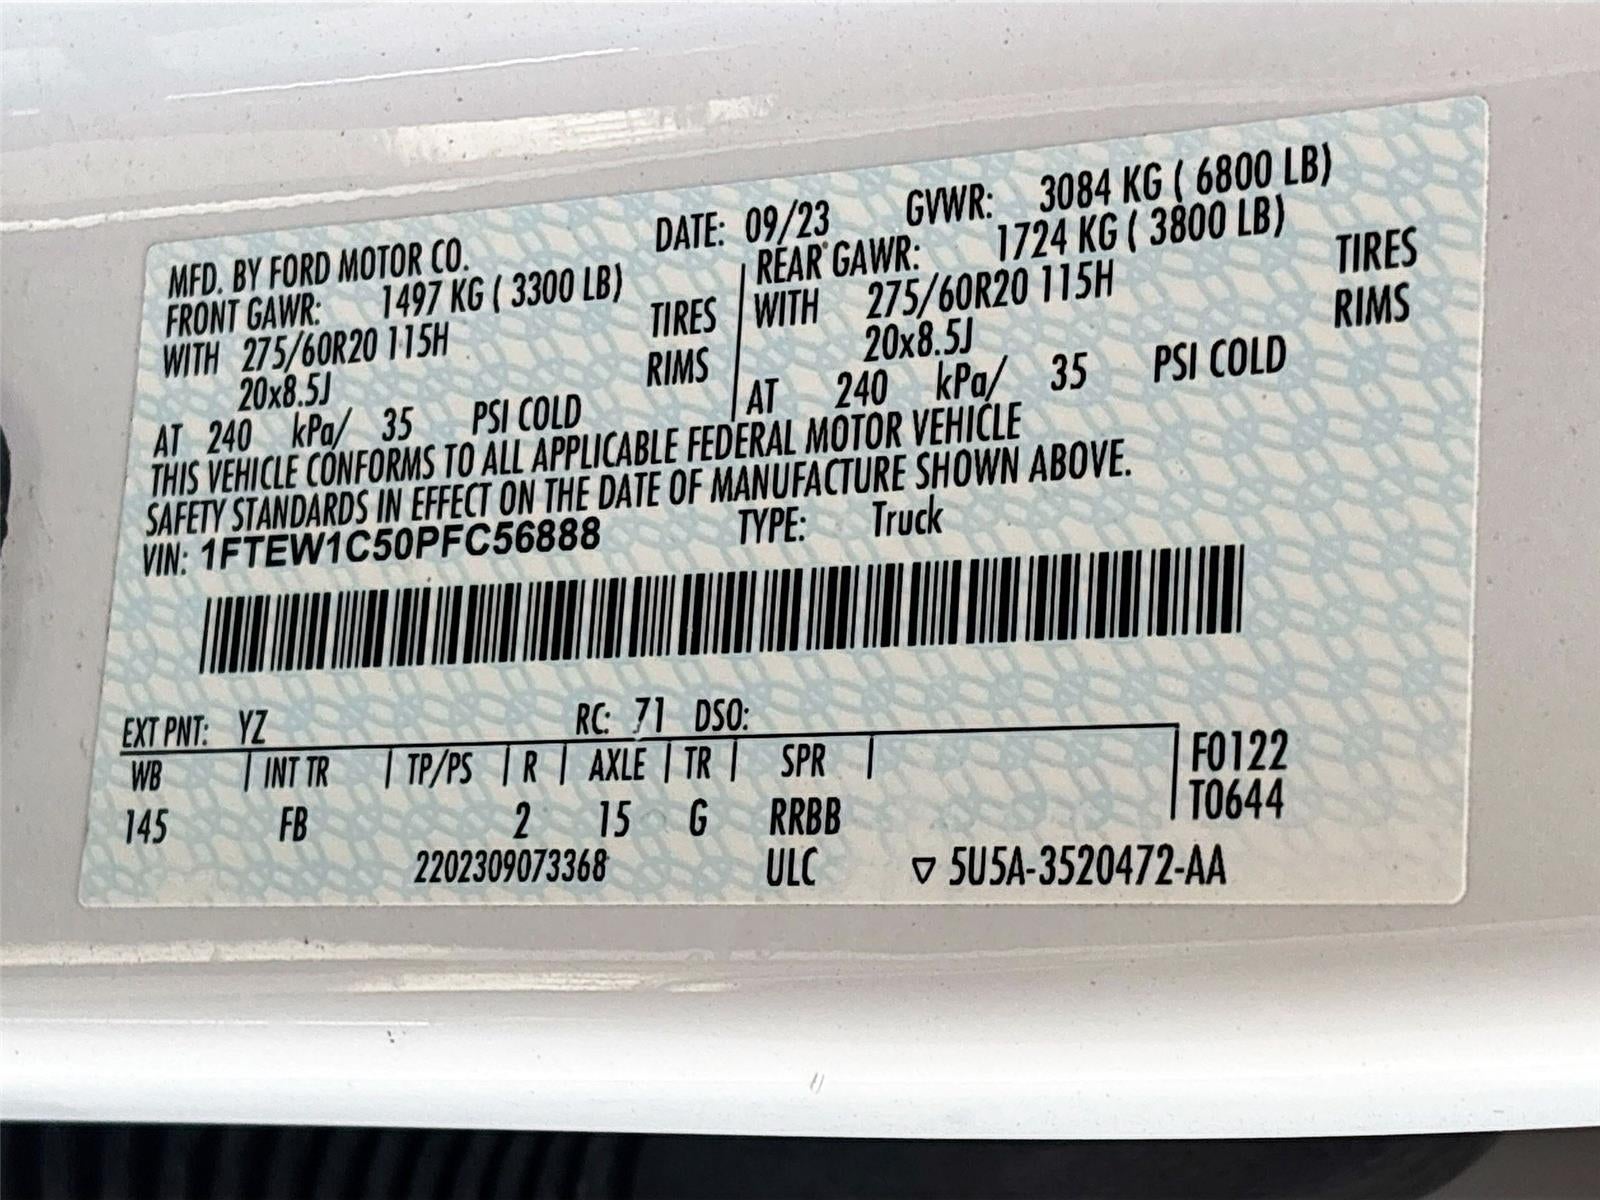 MFD. BY FORD MOTOR CO. DATE: 09/23 GVWR: 3084 KG ( 6800 LB)
FRONT GAWR: 1497 KG ( 3300 LB) REAR GAWR: 1724 KG ( 3800 LB)
WITH 275/60R20 115H TIRES WITH 275/60R20 115H TIRES
20x8.5J RIMS 20x8.5J RIMS
AT 240 kPa/ 35 PSI COLD AT 240 kPa/ 35 PSI COLD
THIS VEHICLE CONFORMS TO ALL APPLICABLE FEDERAL MOTOR VEHICLE
SAFETY STANDARDS IN EFFECT ON THE DATE OF MANUFACTURE SHOWN ABOVE.
VIN: 1FTEW1C50PFC56888 TYPE: Truck
EXT PNT: YZ RC: 71 DSO:
WB | INT TR | TP/PS | R | AXLE | TR | SPR | F0122
145 FB 2 15 G RRBB T0644
2202309073368 ULC ▽ 5U5A-3520472-AA